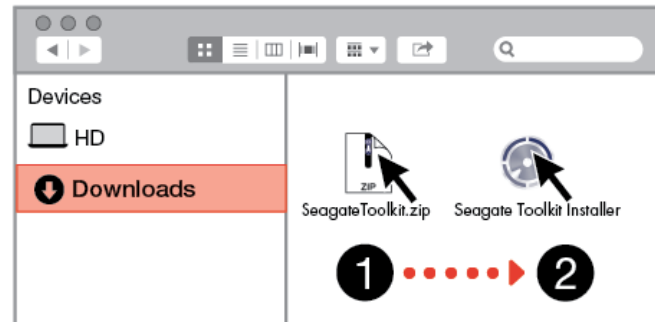 Devices
HD
Downloads
ZIP
SeagateToolkit.zip
Seagate Toolkit Installer
1
2